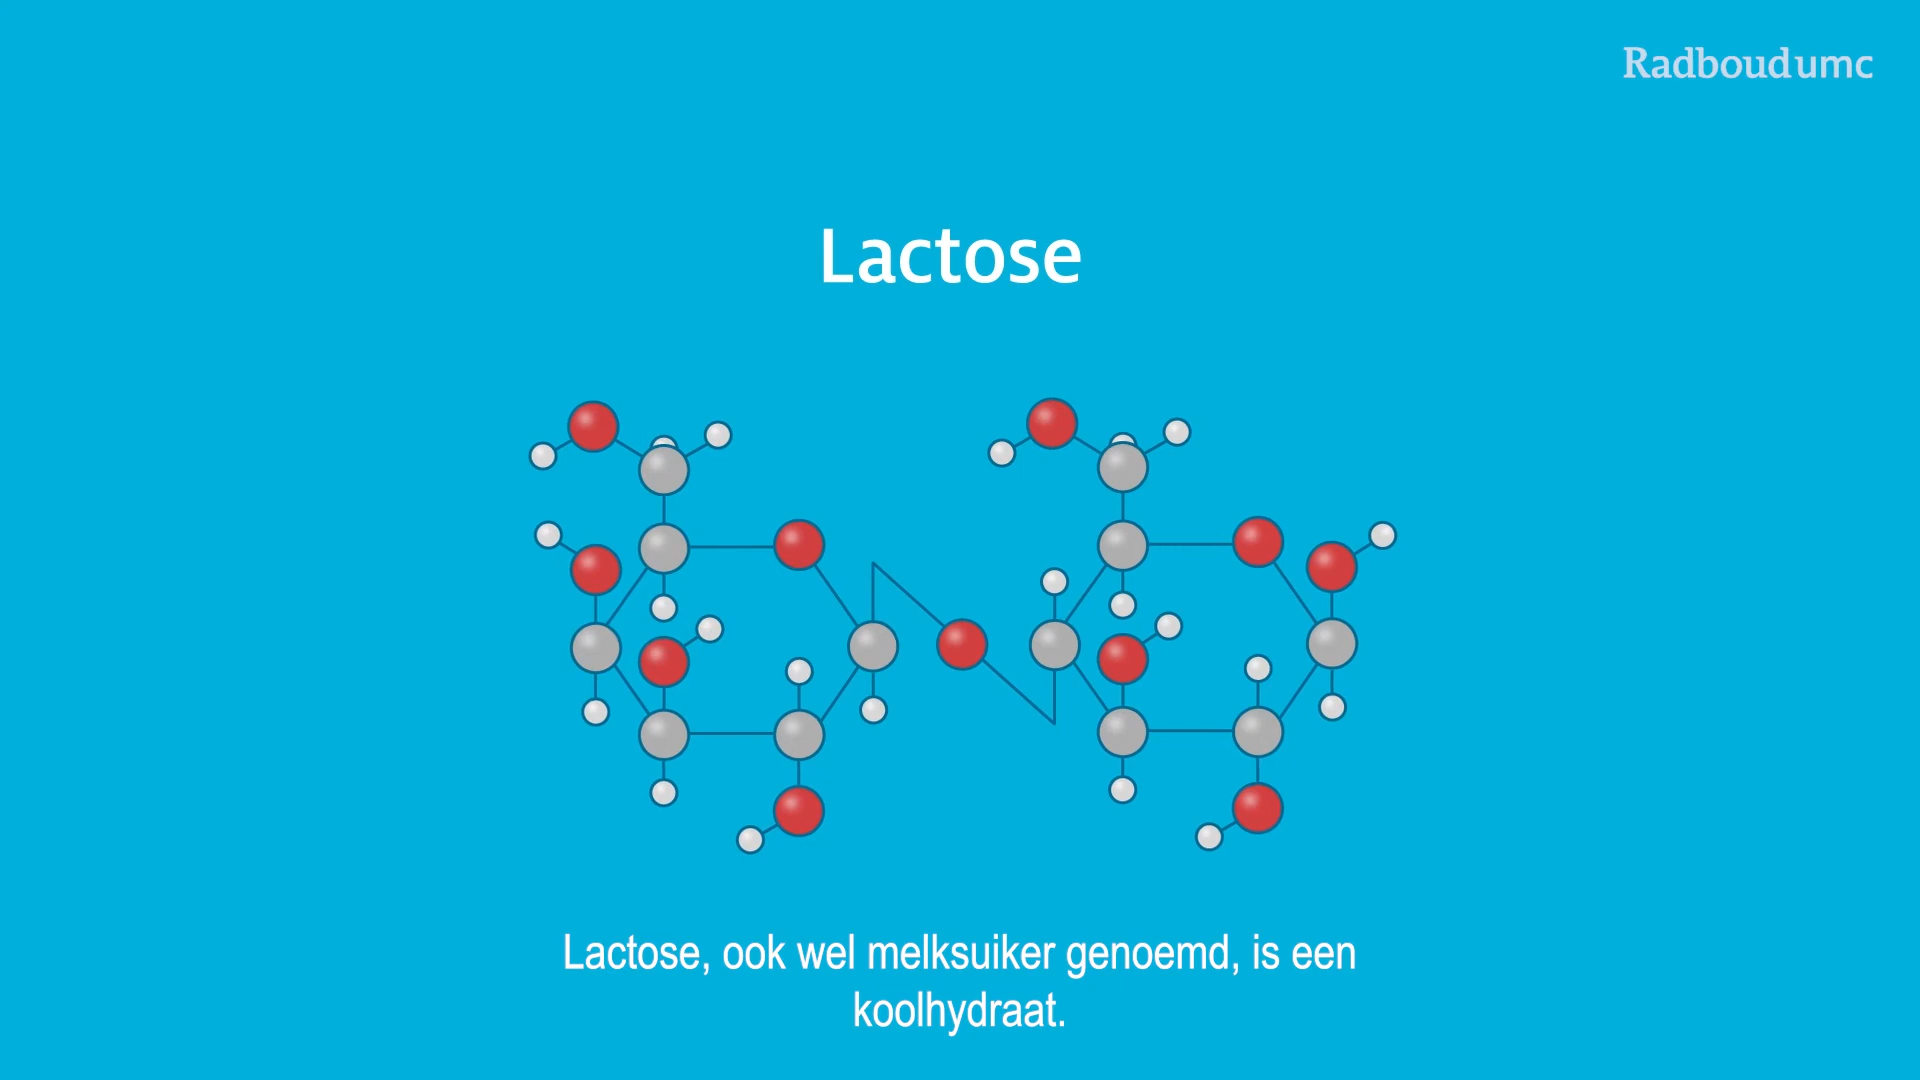 Radboudumc
Lactose
Lactose, ook wel melksuiker genoemd, is een
koolhydraat.